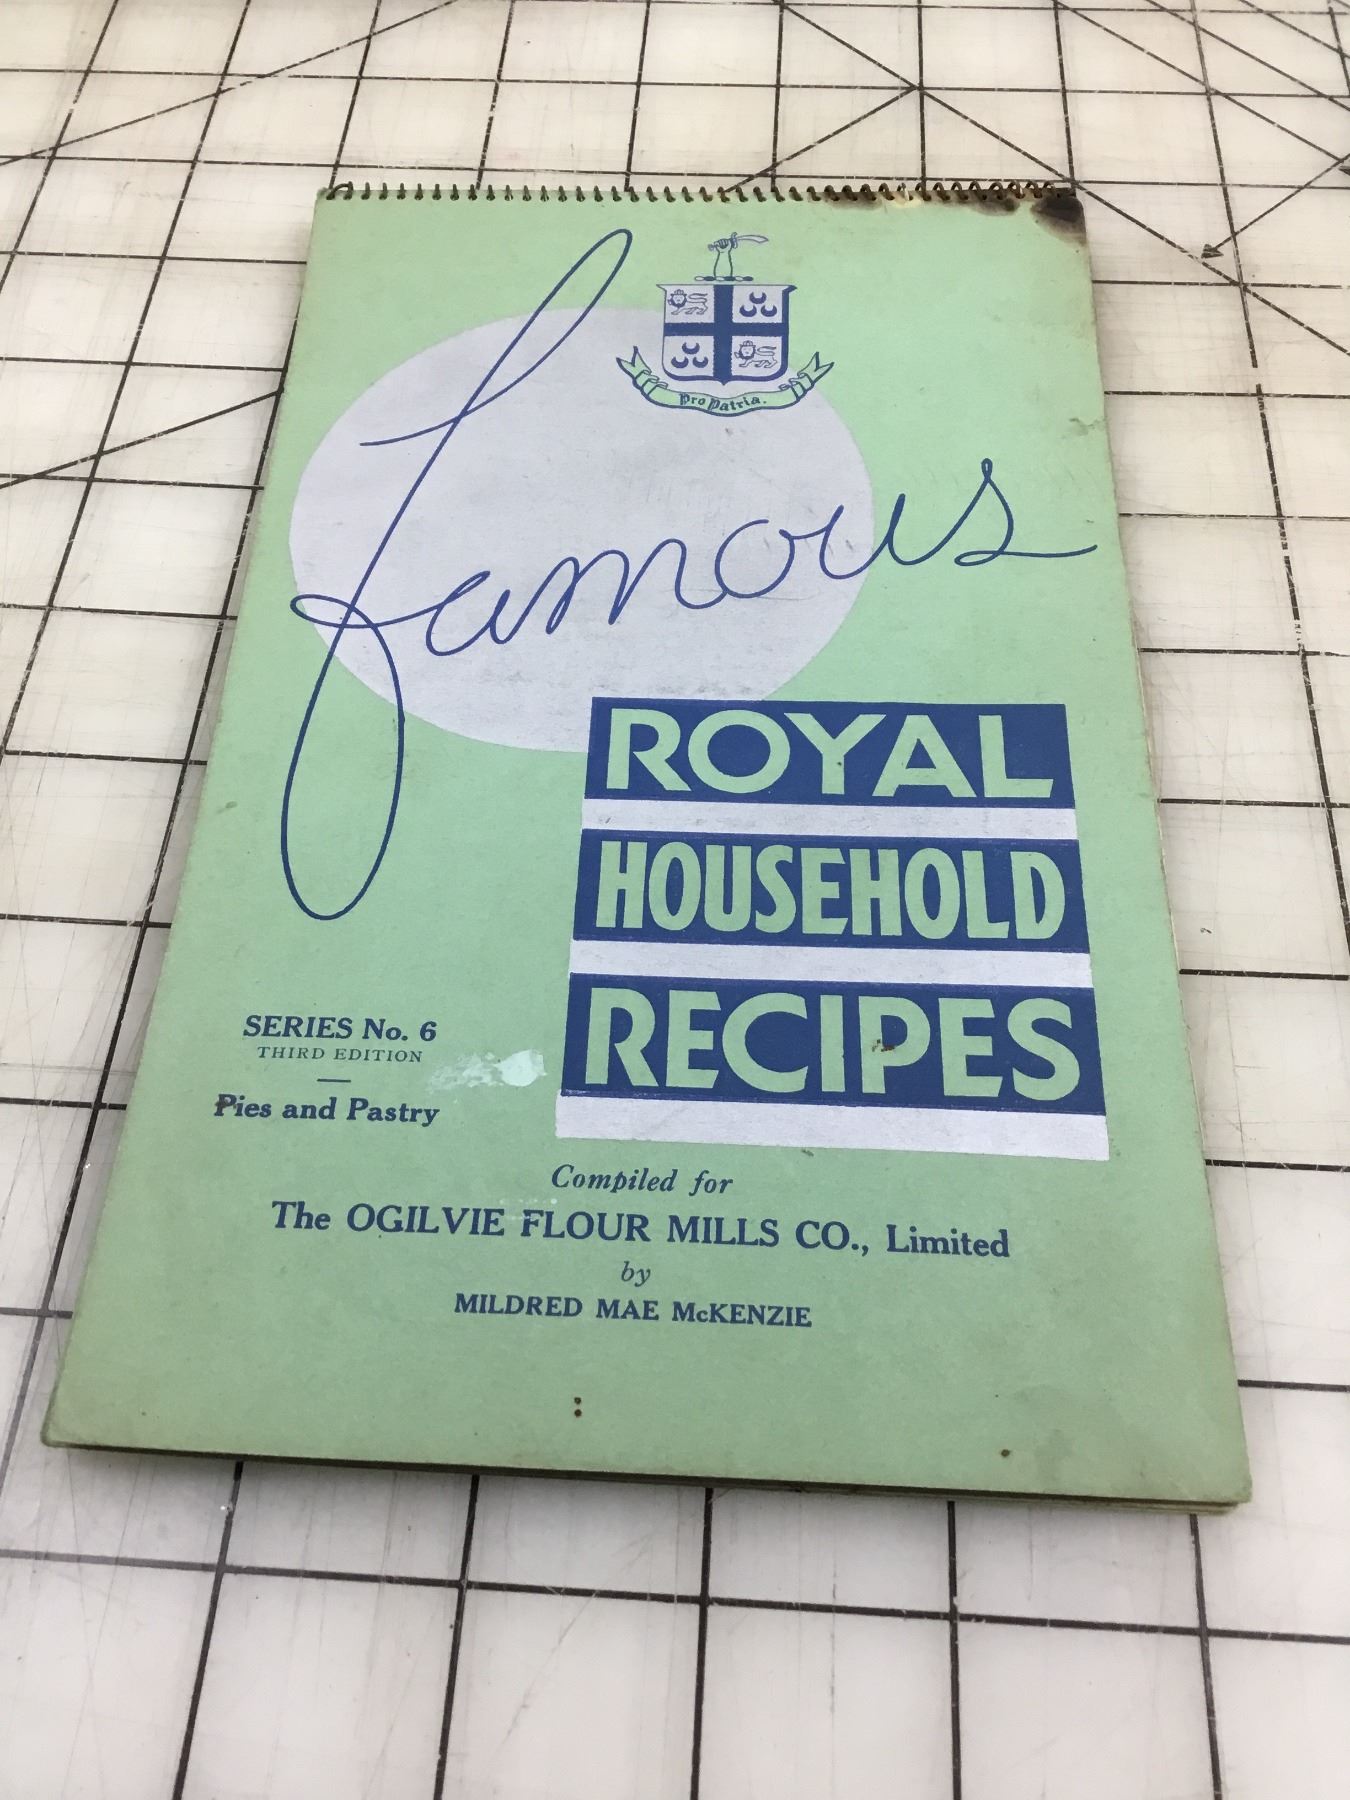 Pro Patria.
famous
ROYAL
HOUSEHOLD
RECIPES
SERIES No. 6
THIRD EDITION
Pies and Pastry
Compiled for
The OGILVIE FLOUR MILLS CO., Limited
by
MILDRED MAE McKENZIE